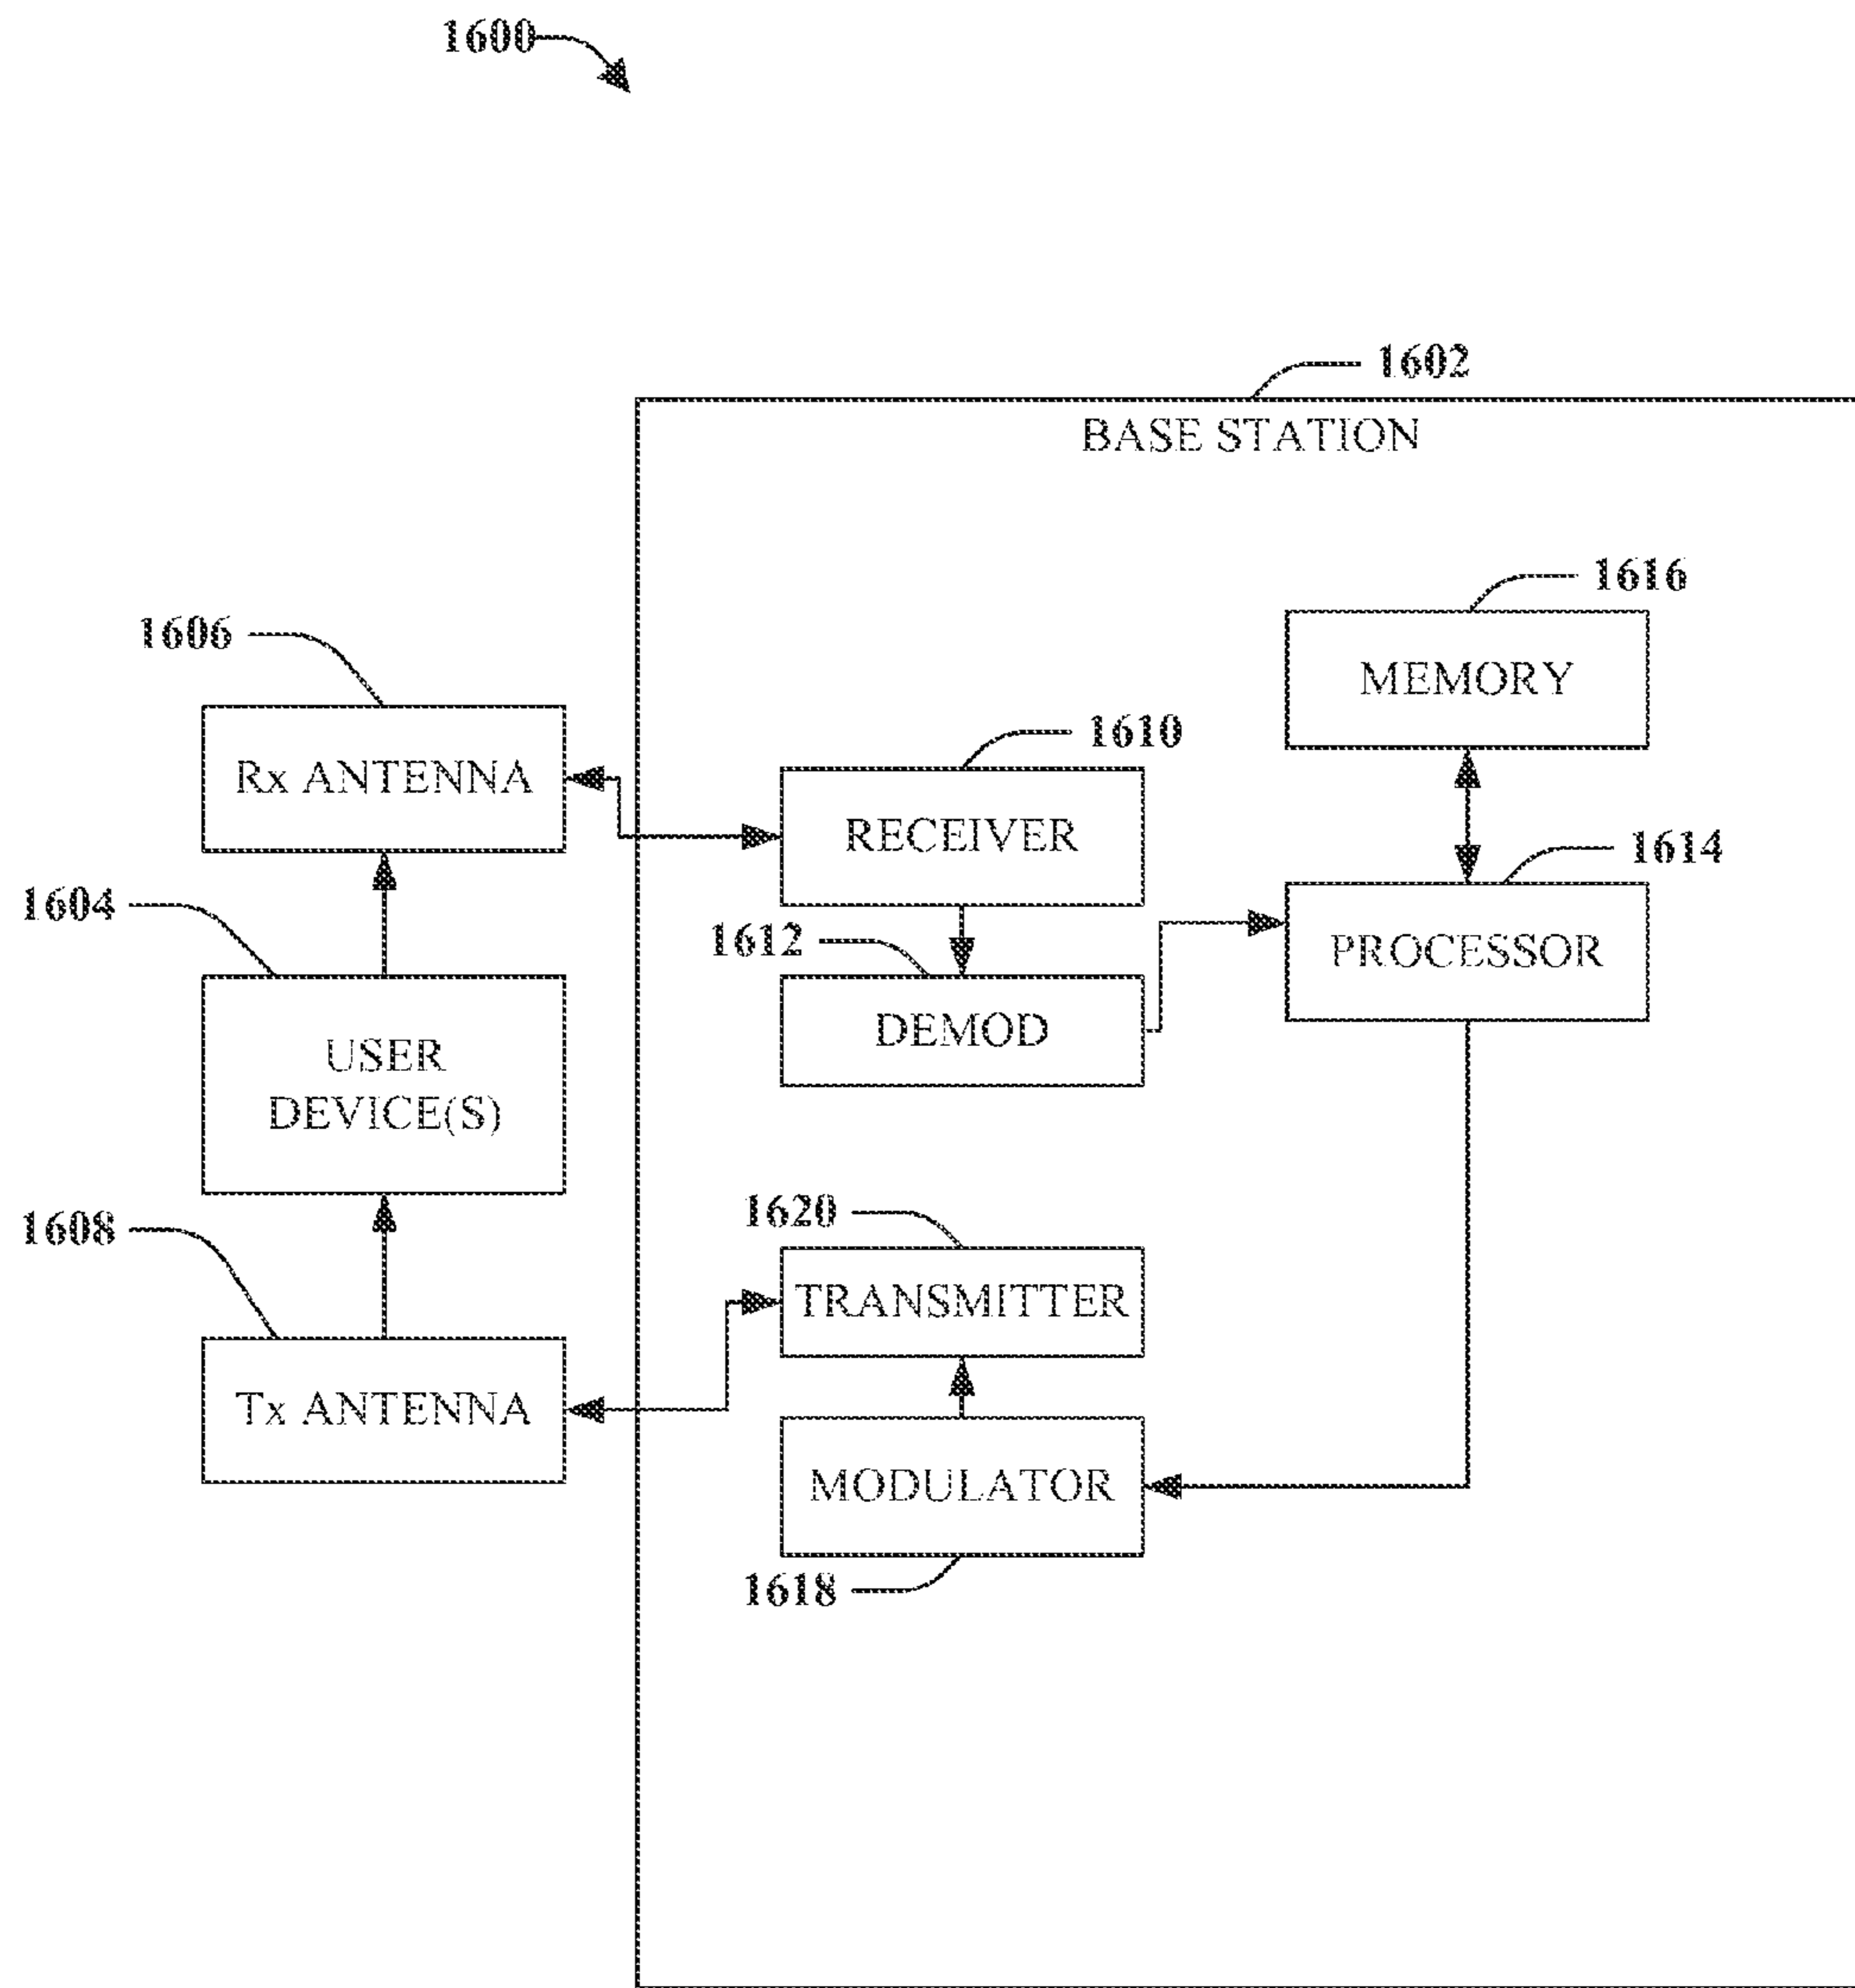 1600
1602
BASE STATION
1616
1606
MEMORY
1610
Rx ANTENNA
RECEIVER
1614
1604
1612
PROCESSOR
DEMOD
USER
DEVICE(S)
1620
1608
TRANSMITTER
Tx ANTENNA
MODULATOR
1618